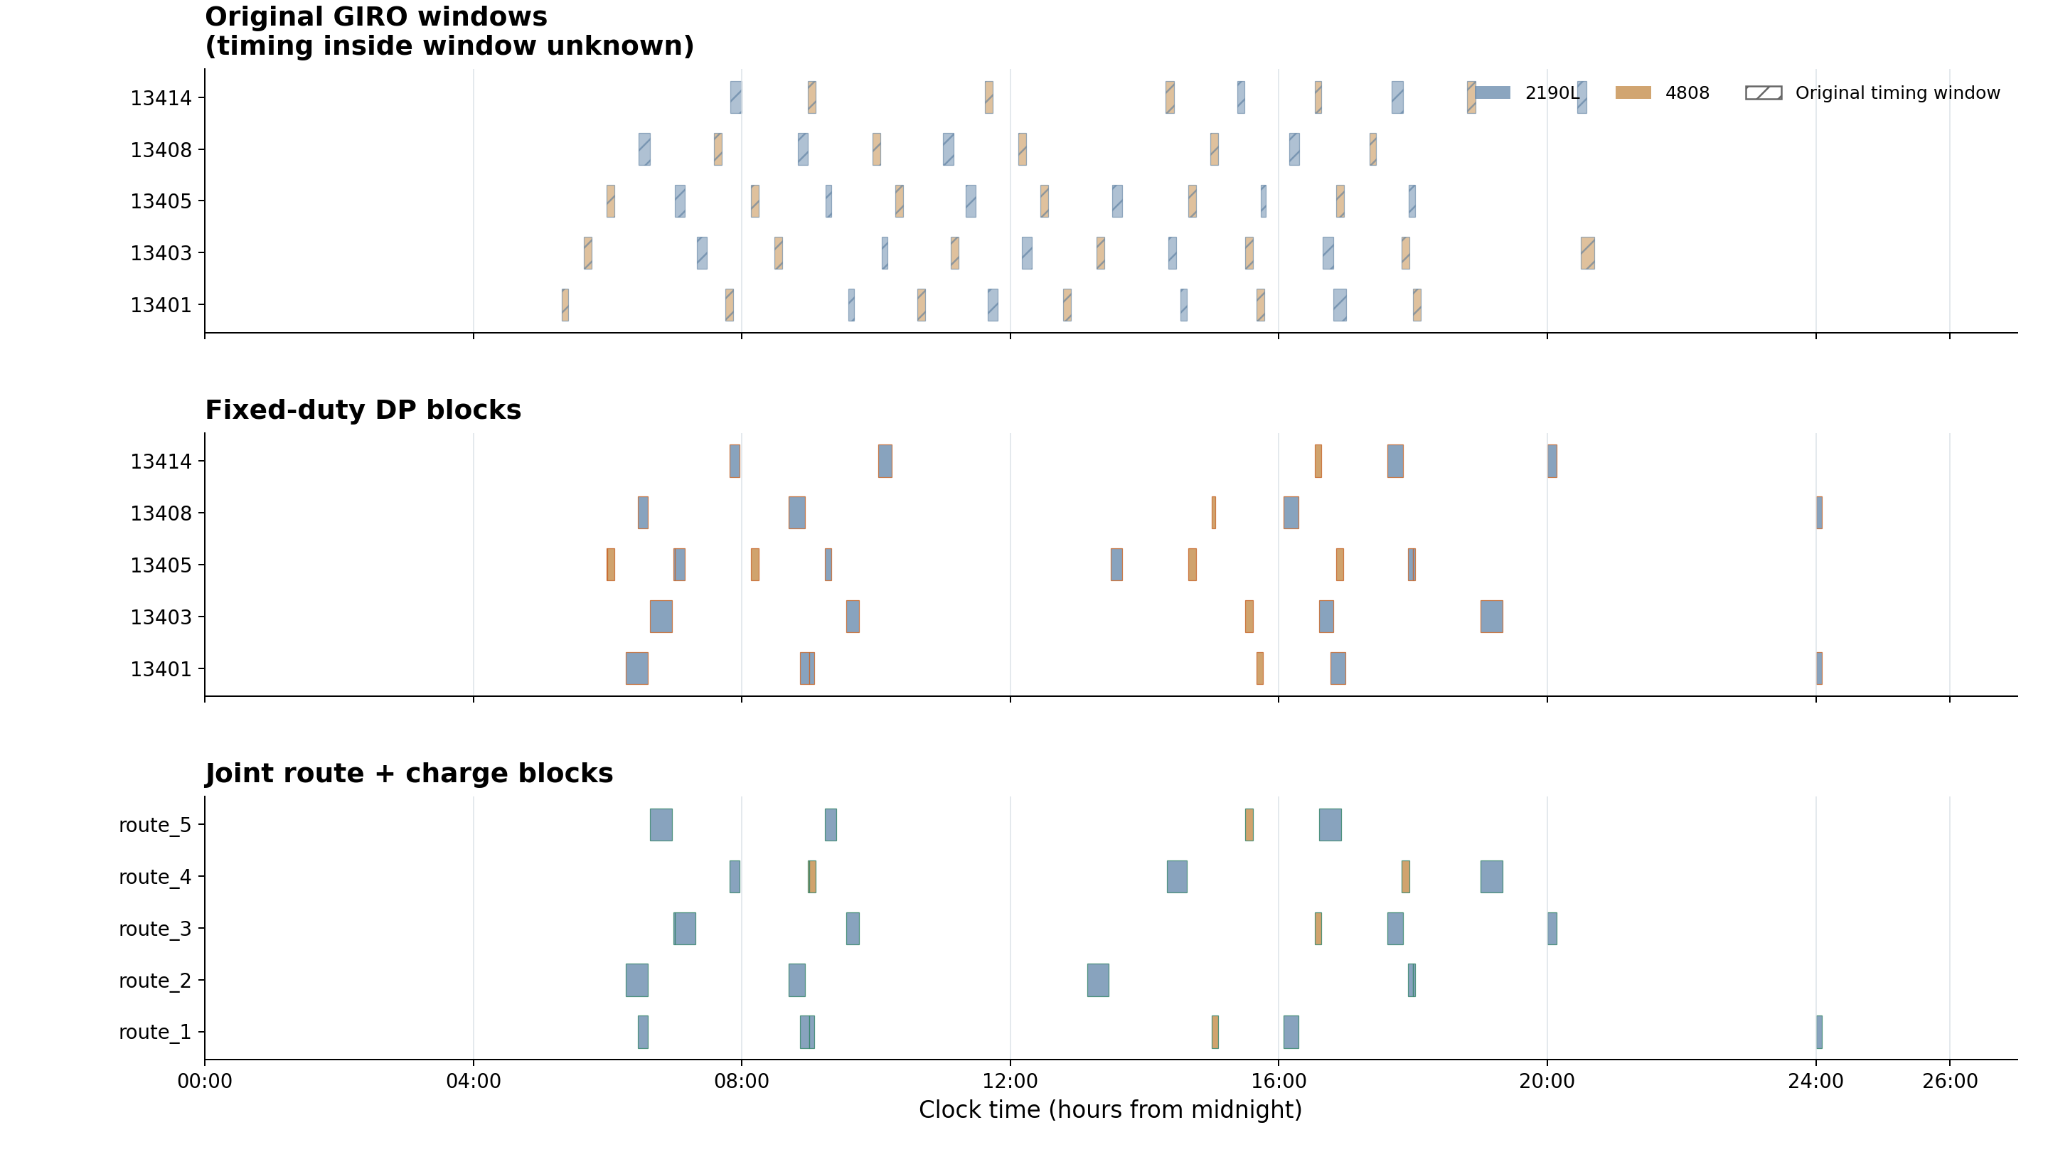 Original GIRO windows
(timing inside window unknown)
13414
2190L
4808
Original timing window
13408
13405
13403
13401
Fixed-duty DP blocks
13414
13408
13405
13403
13401
Joint route + charge blocks
route_5
route_4
route_3
route_2
route_1
00:00 04:00 08:00 12:00 16:00 20:00 24:00 26:00
Clock time (hours from midnight)